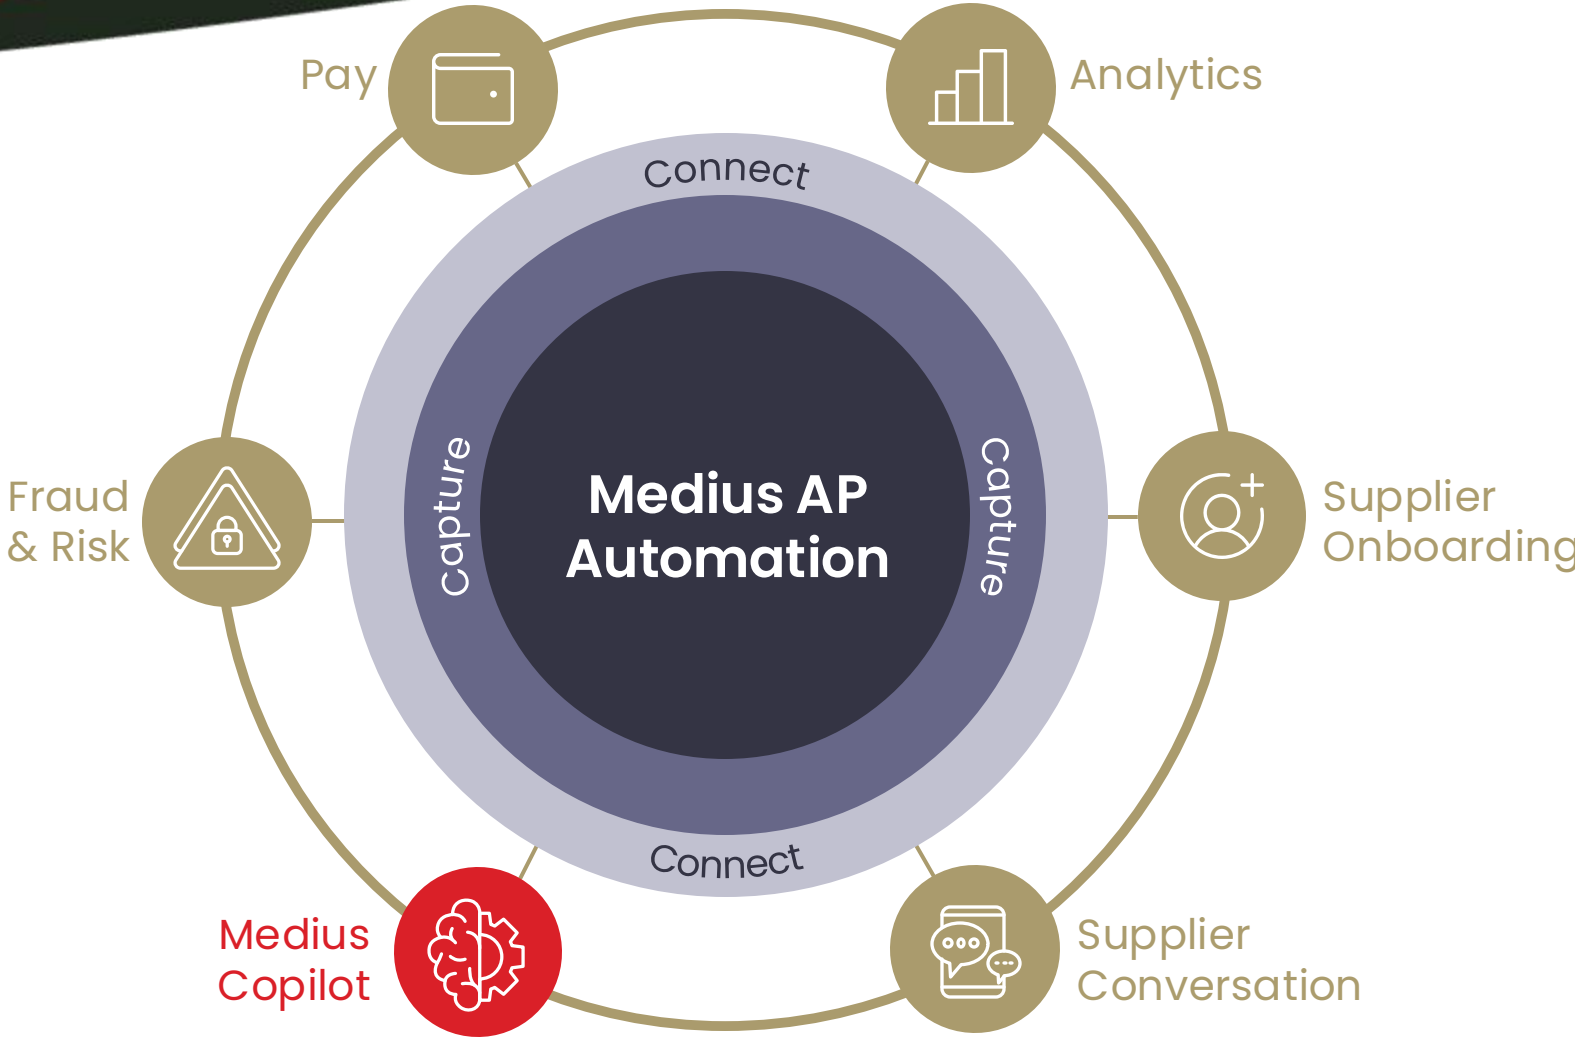 Pay
Analytics
Connect
Capture
Medius AP
Automation
Capture
Fraud
& Risk
Supplier
Onboarding
Connect
Medius
Copilot
Supplier
Conversation